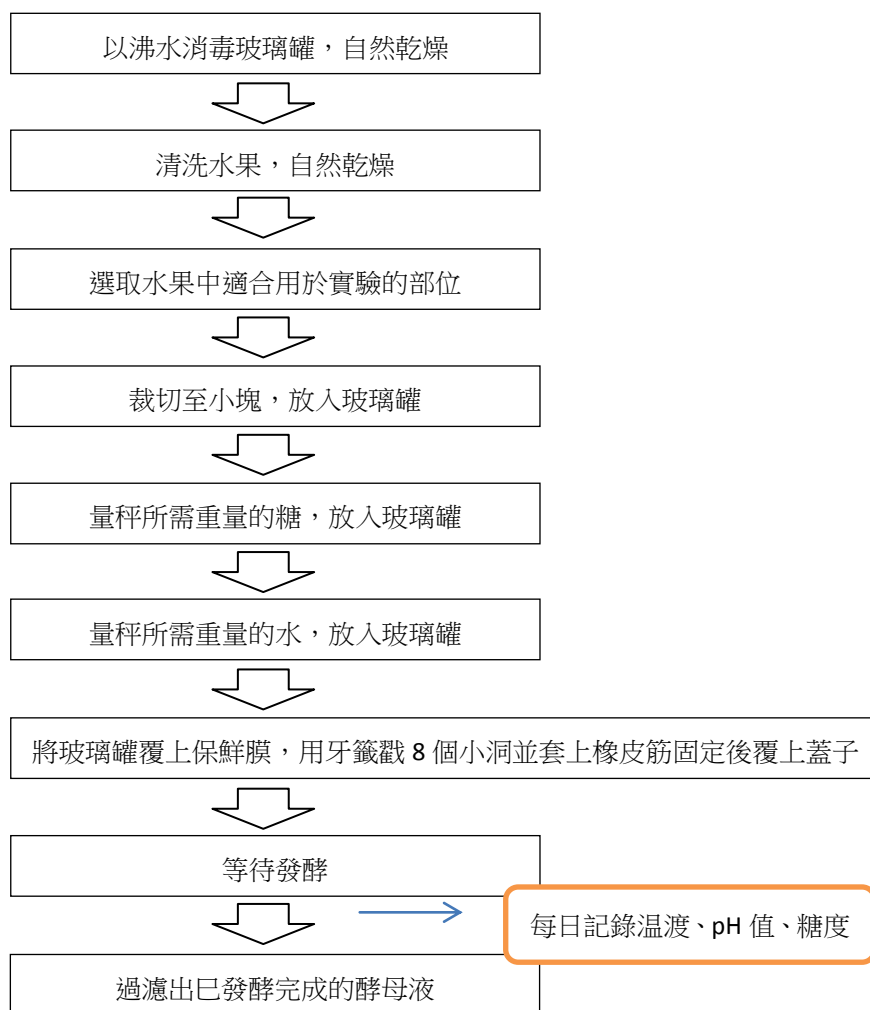 以沸水消毒玻璃罐，自然乾燥
清洗水果，自然乾燥
選取水果中適合用於實驗的部位
裁切至小塊，放入玻璃罐
量秤所需重量的糖，放入玻璃罐
量秤所需重量的水，放入玻璃罐
將玻璃罐覆上保鮮膜，用牙籤戳 8 個小洞並套上橡皮筋固定後覆上蓋子
等待發酵
每日記錄温渡、pH 值、糖度
過濾出巳發酵完成的酵母液